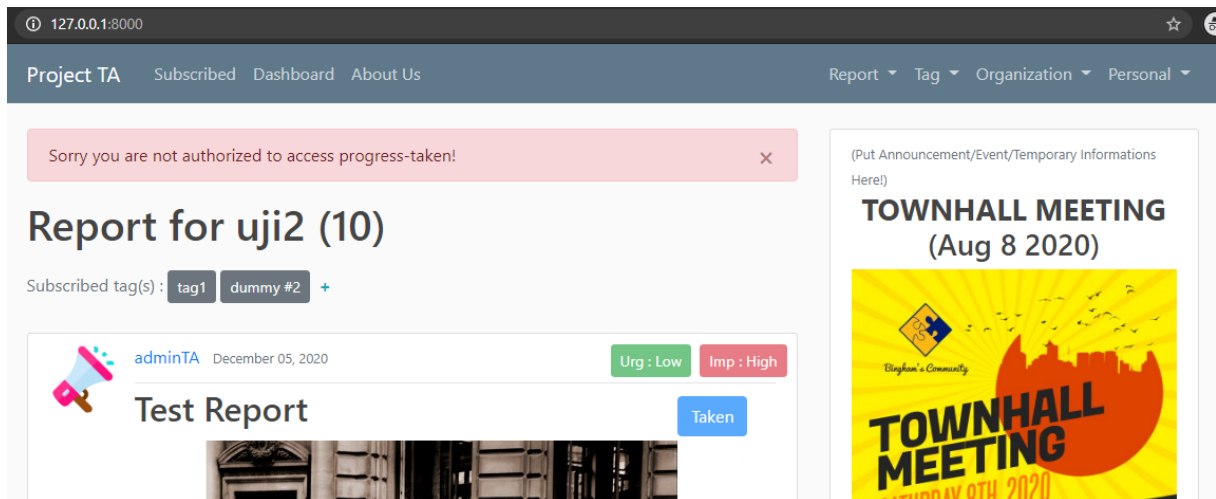 127.0.0.1:8000
Project TA Subscribed Dashboard About Us Report Tag Organization Personal
Sorry you are not authorized to access progress-taken! ×
Report for uji2 (10)
Subscribed tag(s) : tag1 dummy #2 +
adminTA December 05, 2020 Urg : Low Imp : High
Test Report Taken
(Put Announcement/Event/Temporary Informations
Here!)
TOWNHALL MEETING
(Aug 8 2020)
Bingham's Community
TOWNHALL
MEETING
SATURDAY 9TH, 2020